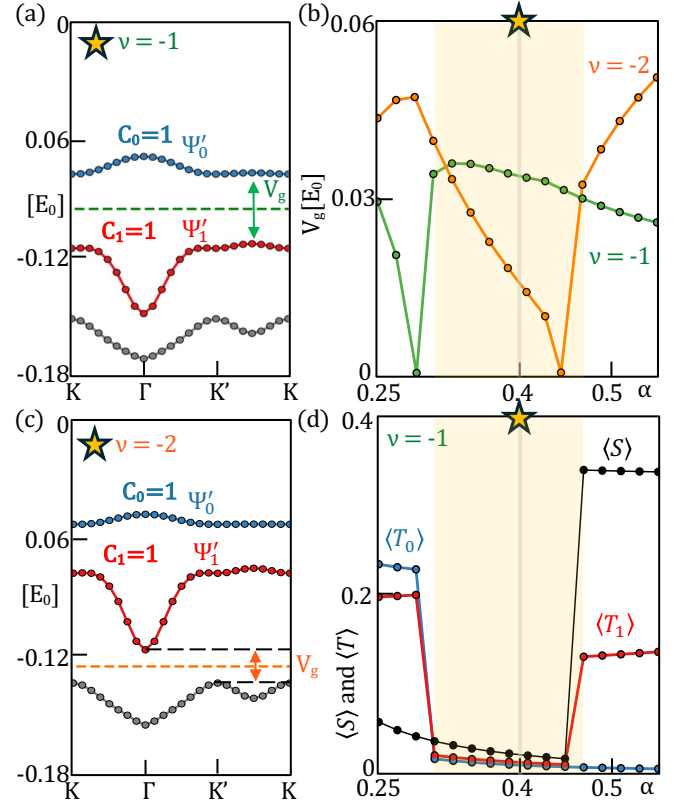 (a)
0
ν = -1
C₀=1 Ψ′₀
0.06
[E₀]
V_g
C₁=1 Ψ′₁
-0.12
-0.18
K Γ K' K
(b)
0.06
ν = -2
V_g [E₀]
0.03
ν = -1
0
0.25 0.4 0.5 α
(c)
0
ν = -2
C₀=1 Ψ′₀
0.06
C₁=1 Ψ′₁
[E₀]
-0.12
V_g
-0.18
K Γ K' K
(d)
0.4
ν = -1
⟨S⟩
⟨T₀⟩
0.2
⟨T₁⟩
⟨S⟩ and ⟨T⟩
0
0.25 0.4 0.5 α